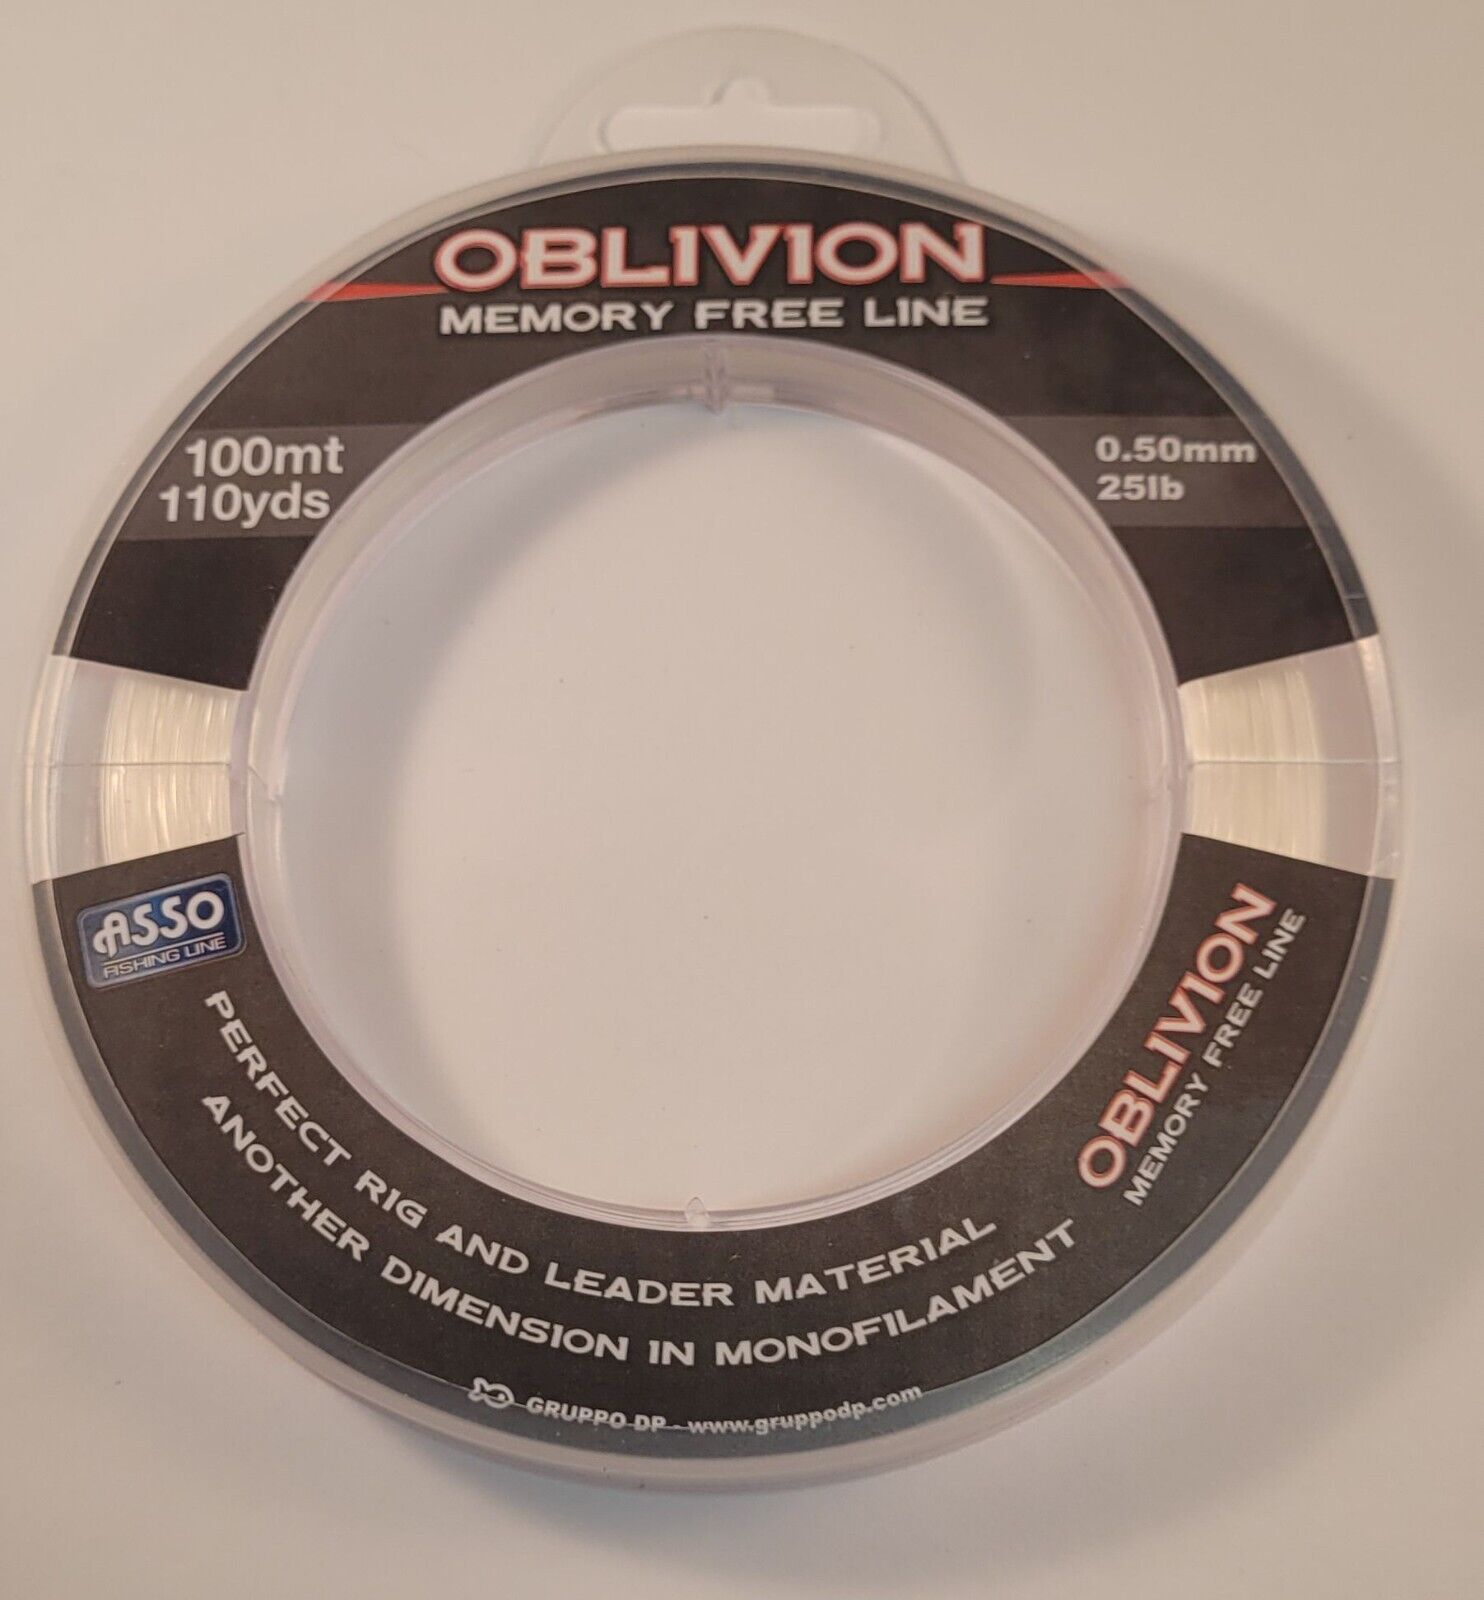 OBLIVION
MEMORY FREE LINE
100mt
110yds
0.50mm
25lb
ASSO
FISHING LINE
PERFECT RIG AND LEADER MATERIAL
ANOTHER DIMENSION IN MONOFILAMENT
OBLIVION
MEMORY FREE LINE
GRUPPO DP - www.gruppodp.com